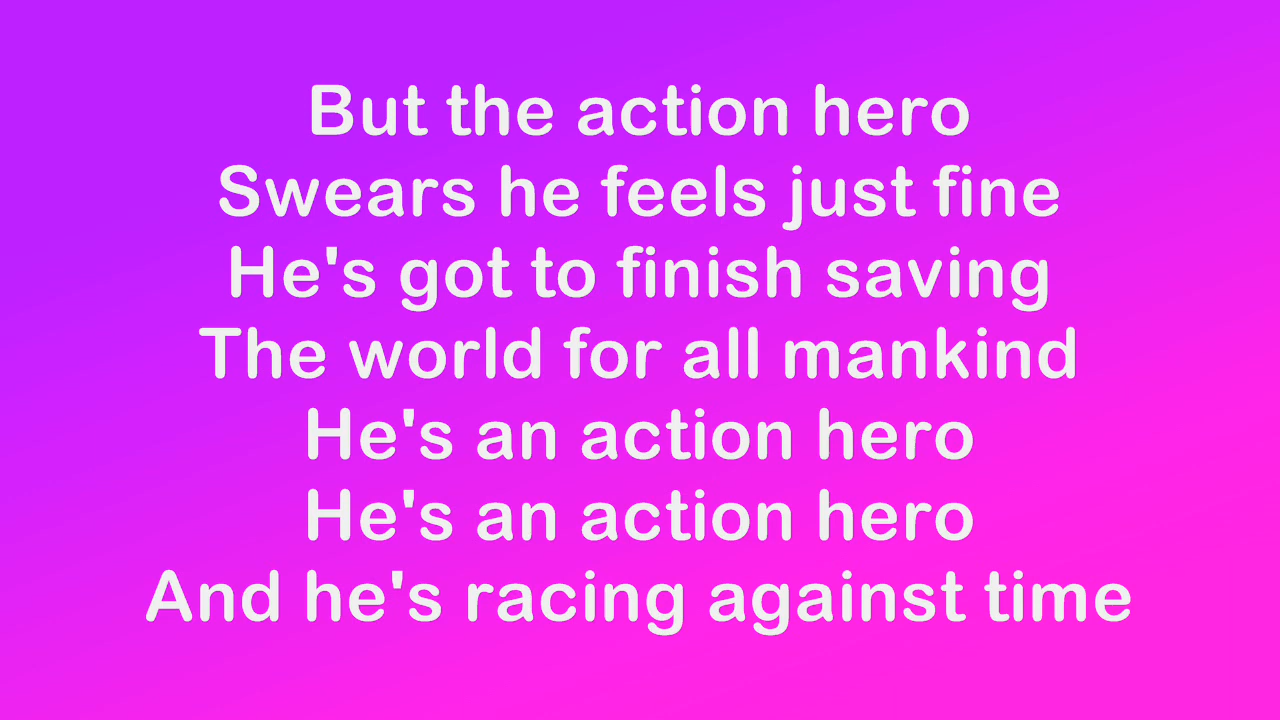 But the action hero
Swears he feels just fine
He's got to finish saving
The world for all mankind
He's an action hero
He's an action hero
And he's racing against time